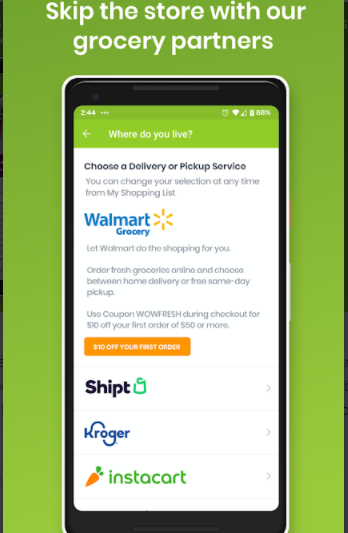 Skip the store with our
grocery partners
2:44
86%
Where do you live?
Choose a Delivery or Pickup Service
You can change your selection at any time
from My Shopping List
Walmart
Grocery
Let Walmart do the shopping for you.
Order fresh groceries online and choose
between home delivery or free same-day
pickup.
Use Coupon WOWFRESH during checkout for
$10 off your first order of $50 or more.
$10 OFF YOUR FIRST ORDER
Shipt
Kroger
instacart